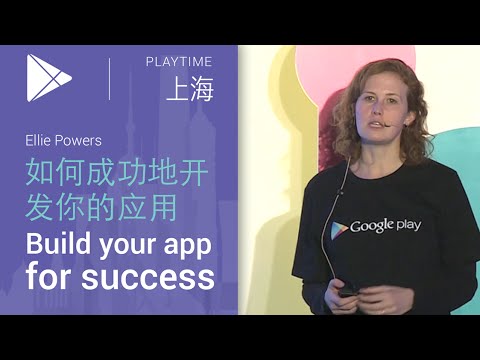 PLAYTIME
上海
Ellie Powers
如何成功地开
发你的应用
Build your app
for success
Google play